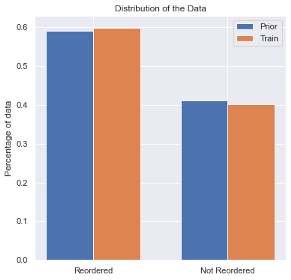 Distribution of the Data
Prior
Train
Percentage of data
0.6
0.5
0.4
0.3
0.2
0.1
0.0
Reordered
Not Reordered